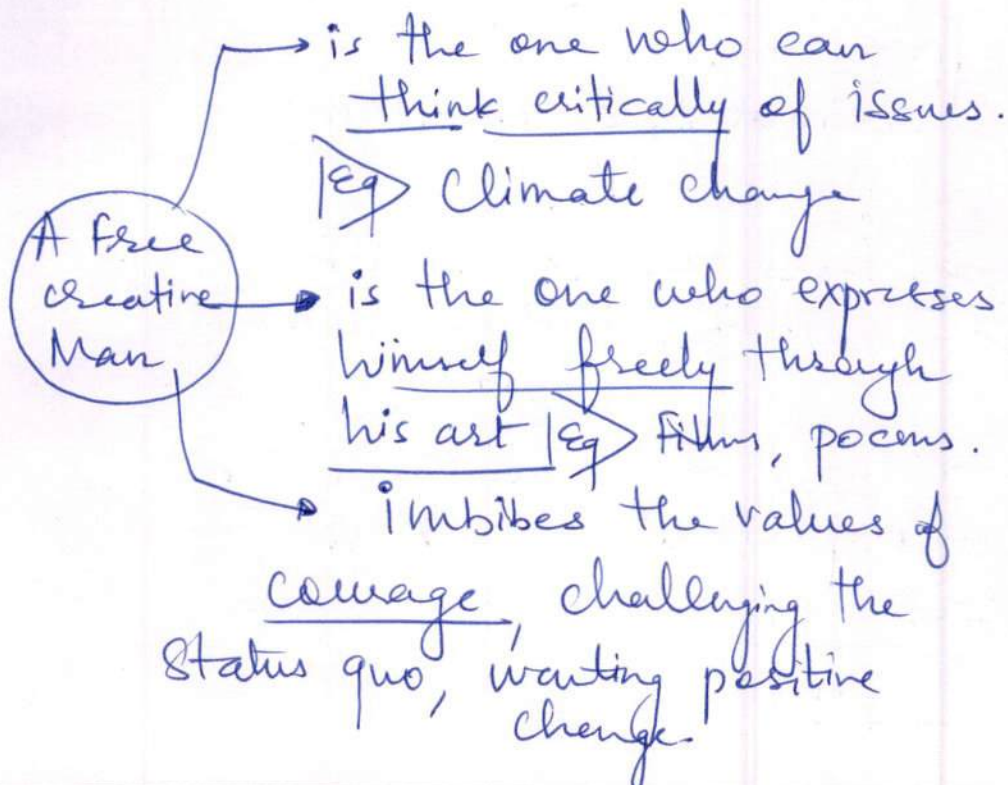 is the one who can
think critically of issues.
Eg Climate change
A free
creative
Man
is the one who expresses
himself freely through
his art Eg Films, poems.
imbibes the values of
courage, challenging the
status quo, wanting positive
change.